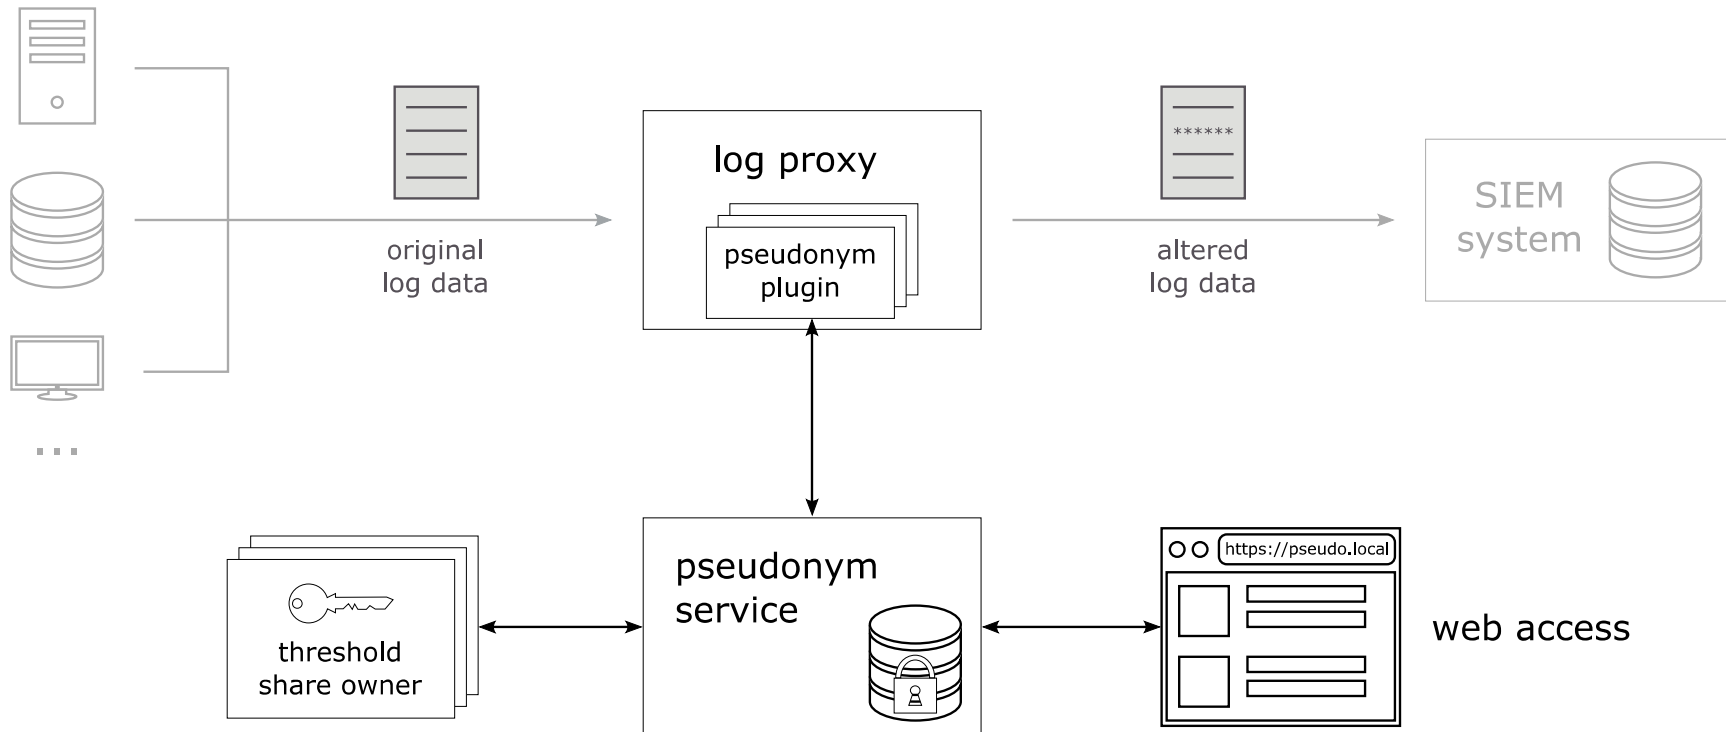 log proxy
pseudonym
plugin
original
log data
******
altered
log data
SIEM
system
...
threshold
share owner
pseudonym
service
https://pseudo.local
web access